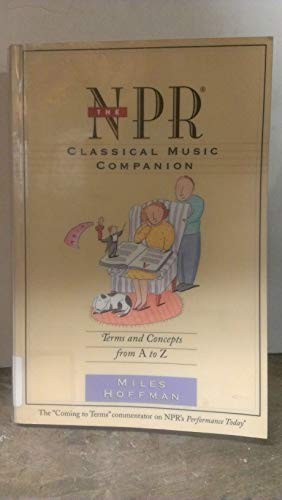 THE
NPR®
CLASSICAL MUSIC
COMPANION
Terms and Concepts
from A to Z
MILES
HOFFMAN
The "Coming to Terms" commentator on NPR's Performance Today®